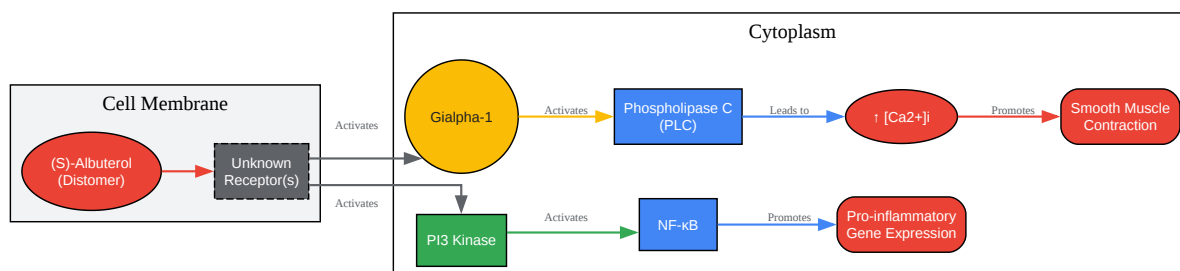 Cytoplasm
Cell Membrane
(S)-Albuterol
(Distomer)
Unknown
Receptor(s)
Activates
Activates
Gialpha-1
Activates
Phospholipase C
(PLC)
Leads to
↑ [Ca2+]i
Promotes
Smooth Muscle
Contraction
PI3 Kinase
Activates
NF-κB
Promotes
Pro-inflammatory
Gene Expression